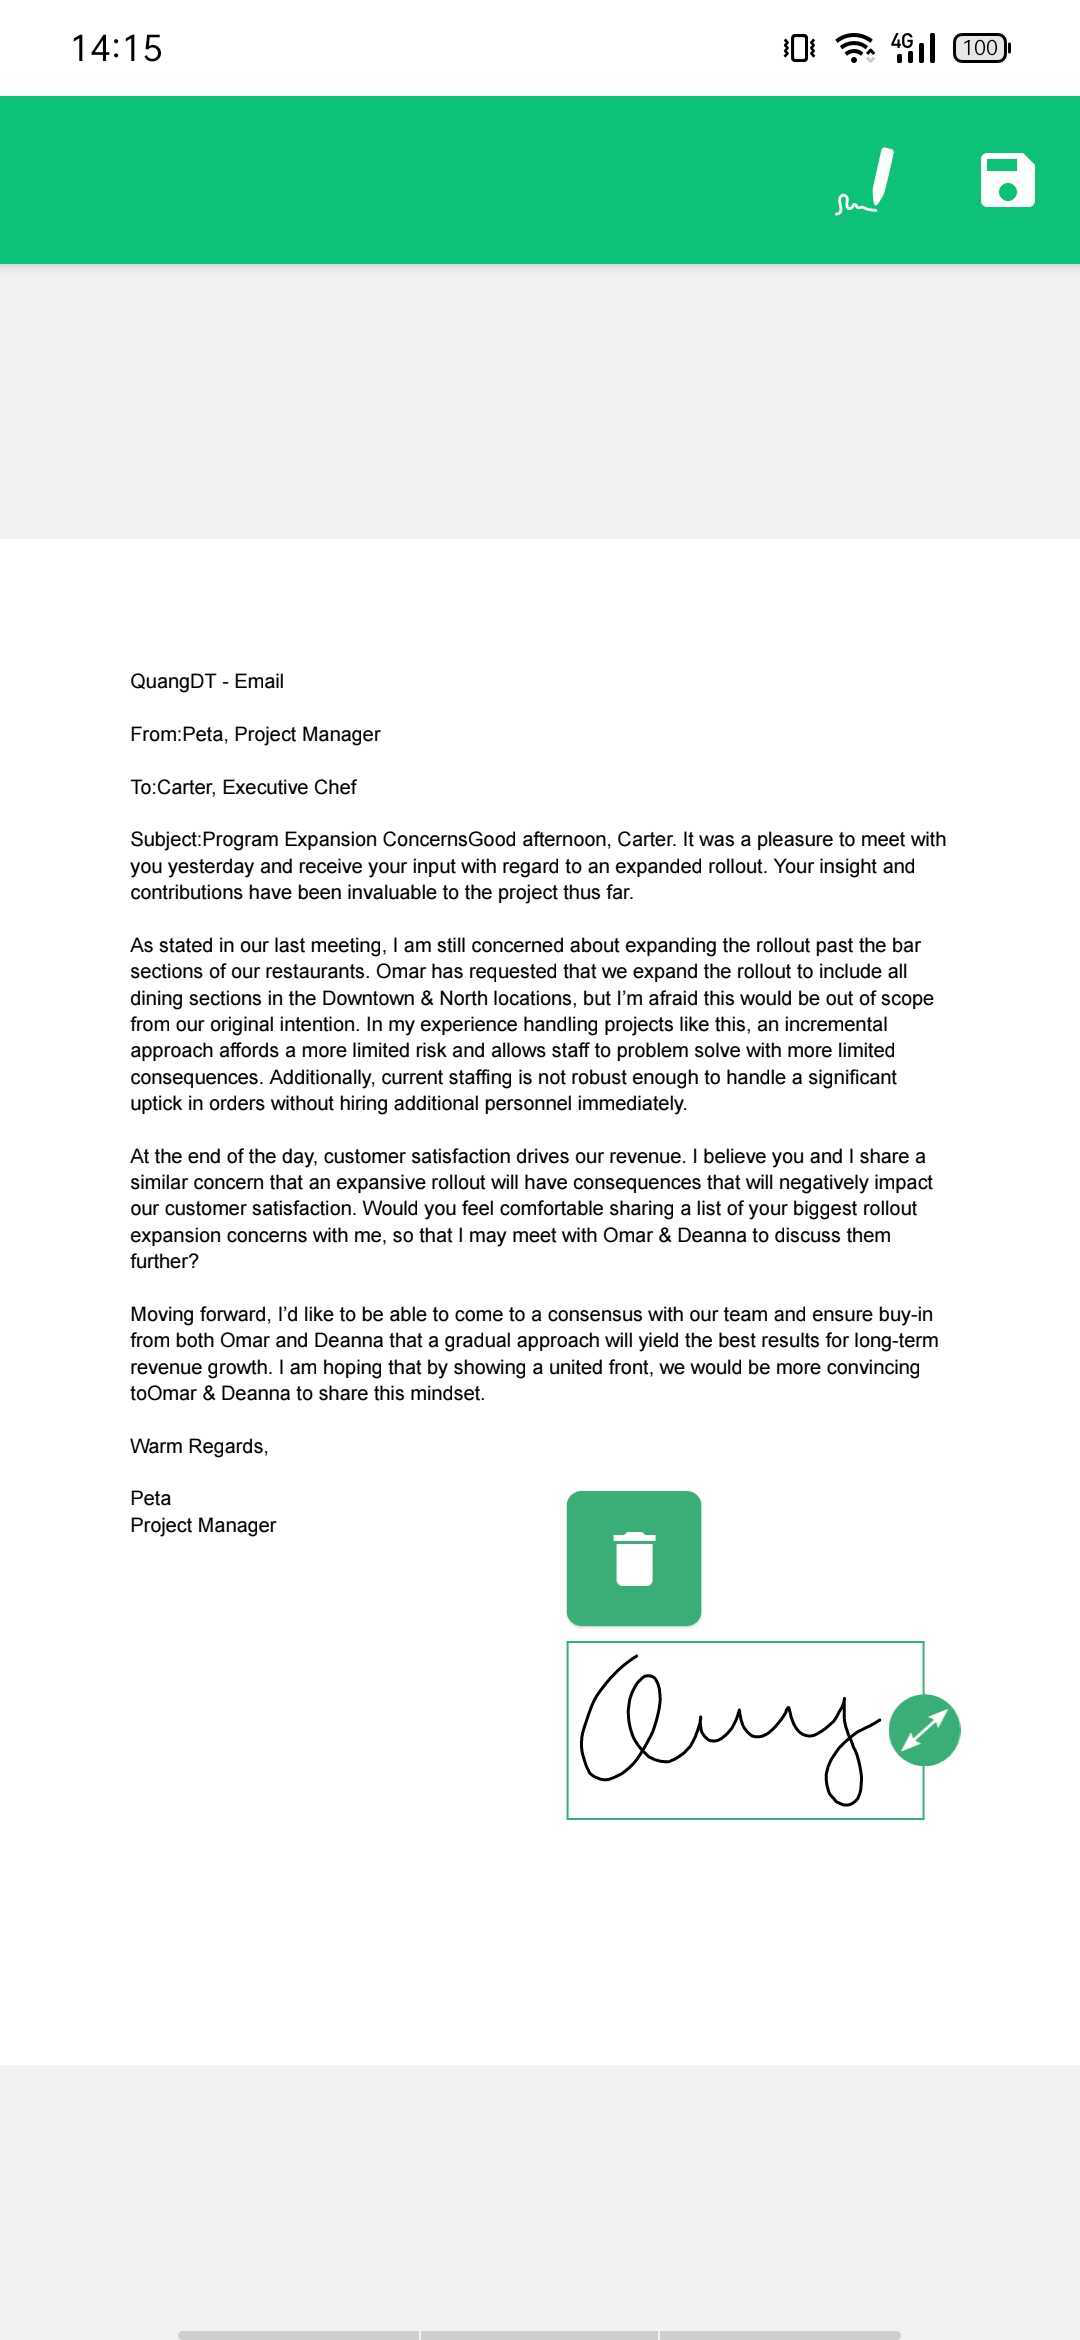 14:15
4G
100
QuangDT - Email
From:Peta, Project Manager
To:Carter, Executive Chef
Subject:Program Expansion ConcernsGood afternoon, Carter. It was a pleasure to meet with
you yesterday and receive your input with regard to an expanded rollout. Your insight and
contributions have been invaluable to the project thus far.
As stated in our last meeting, I am still concerned about expanding the rollout past the bar
sections of our restaurants. Omar has requested that we expand the rollout to include all
dining sections in the Downtown & North locations, but I’m afraid this would be out of scope
from our original intention. In my experience handling projects like this, an incremental
approach affords a more limited risk and allows staff to problem solve with more limited
consequences. Additionally, current staffing is not robust enough to handle a significant
uptick in orders without hiring additional personnel immediately.
At the end of the day, customer satisfaction drives our revenue. I believe you and I share a
similar concern that an expansive rollout will have consequences that will negatively impact
our customer satisfaction. Would you feel comfortable sharing a list of your biggest rollout
expansion concerns with me, so that I may meet with Omar & Deanna to discuss them
further?
Moving forward, I’d like to be able to come to a consensus with our team and ensure buy-in
from both Omar and Deanna that a gradual approach will yield the best results for long-term
revenue growth. I am hoping that by showing a united front, we would be more convincing
toOmar & Deanna to share this mindset.
Warm Regards,
Peta
Project Manager